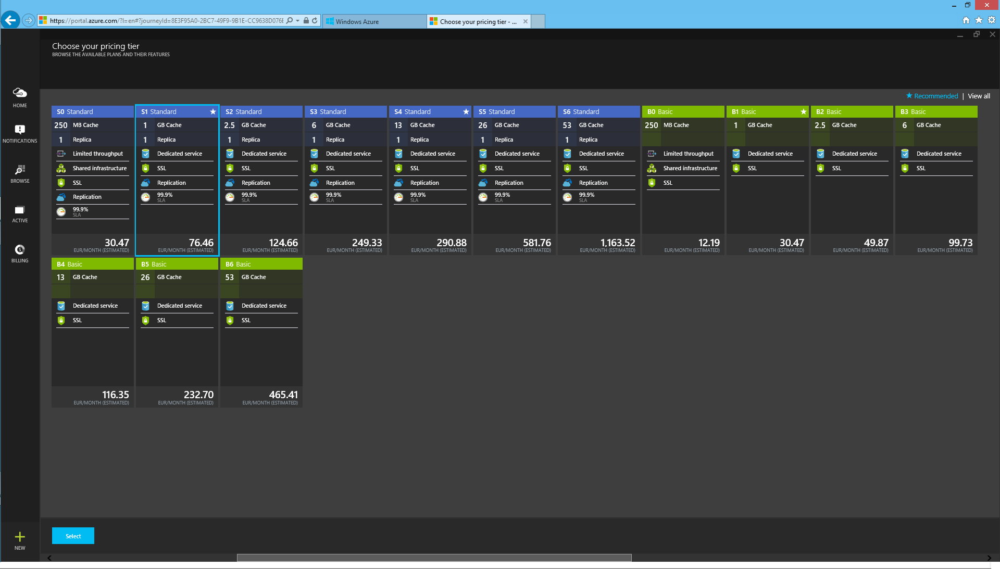 https://portal.azure.com/?l=en#?journeyId=8E3F95A0-2BC7-49F9-9B1E-CC9638D076E
Windows Azure
Choose your pricing tier - ...
Choose your pricing tier
BROWSE THE AVAILABLE PLANS AND THEIR FEATURES
HOME
NOTIFICATIONS
BROWSE
ACTIVE
BILLING
NEW
Recommended | View all
S0 Standard
250 MB Cache
1 Replica
Limited throughput
Shared infrastructure
SSL
Replication
99.9%
SLA
30.47
EUR/MONTH (ESTIMATED)
S1 Standard
1 GB Cache
1 Replica
Dedicated service
SSL
Replication
99.9%
SLA
76.46
EUR/MONTH (ESTIMATED)
S2 Standard
2.5 GB Cache
1 Replica
Dedicated service
SSL
Replication
99.9%
SLA
124.66
EUR/MONTH (ESTIMATED)
S3 Standard
6 GB Cache
1 Replica
Dedicated service
SSL
Replication
99.9%
SLA
249.33
EUR/MONTH (ESTIMATED)
S4 Standard
13 GB Cache
1 Replica
Dedicated service
SSL
Replication
99.9%
SLA
290.88
EUR/MONTH (ESTIMATED)
S5 Standard
26 GB Cache
1 Replica
Dedicated service
SSL
Replication
99.9%
SLA
581.76
EUR/MONTH (ESTIMATED)
S6 Standard
53 GB Cache
1 Replica
Dedicated service
SSL
Replication
99.9%
SLA
1,163.52
EUR/MONTH (ESTIMATED)
B0 Basic
250 MB Cache
Limited throughput
Shared infrastructure
SSL
12.19
EUR/MONTH (ESTIMATED)
B1 Basic
1 GB Cache
Dedicated service
SSL
30.47
EUR/MONTH (ESTIMATED)
B2 Basic
2.5 GB Cache
Dedicated service
SSL
49.87
EUR/MONTH (ESTIMATED)
B3 Basic
6 GB Cache
Dedicated service
SSL
99.73
EUR/MONTH (ESTIMATED)
B4 Basic
13 GB Cache
Dedicated service
SSL
116.35
EUR/MONTH (ESTIMATED)
B5 Basic
26 GB Cache
Dedicated service
SSL
232.70
EUR/MONTH (ESTIMATED)
B6 Basic
53 GB Cache
Dedicated service
SSL
465.41
EUR/MONTH (ESTIMATED)
Select